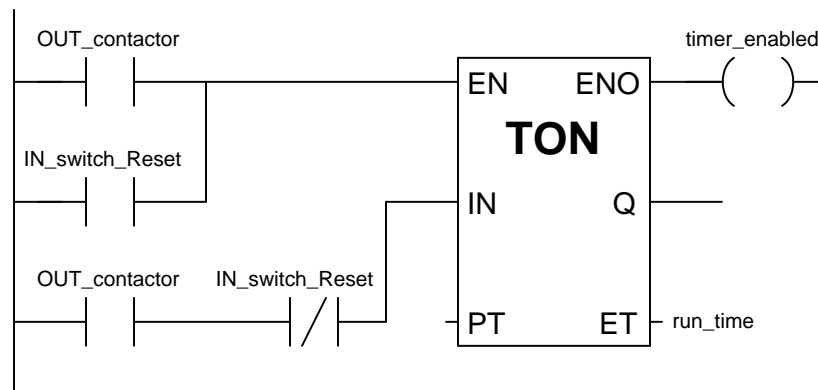 OUT_contactor
timer_enabled
EN
ENO
TON
IN_switch_Reset
IN
Q
OUT_contactor
IN_switch_Reset
PT
ET
run_time